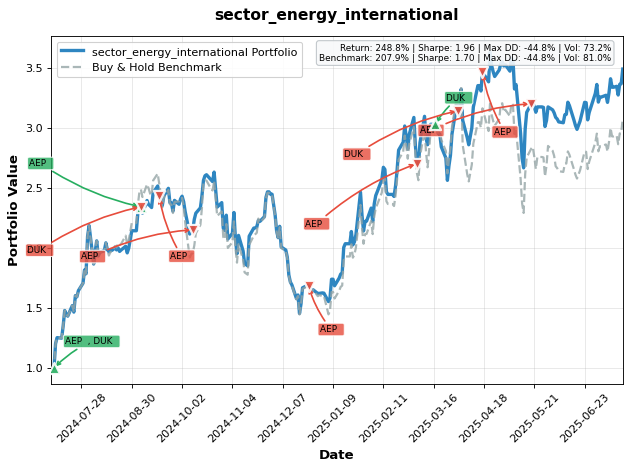 sector_energy_international
Return: 248.8% | Sharpe: 1.96 | Max DD: -44.8% | Vol: 73.2%
Benchmark: 207.9% | Sharpe: 1.70 | Max DD: -44.8% | Vol: 81.0%
sector_energy_international Portfolio
Buy & Hold Benchmark
3.5
3.0
2.5
2.0
1.5
1.0
Portfolio Value
DUK
AEP
AEP
DUK
AEP
AEP
DUK
AEP
AEP
AEP
AEP , DUK
2024-07-28
2024-08-30
2024-10-02
2024-11-04
2024-12-07
2025-01-09
2025-02-11
2025-03-16
2025-04-18
2025-05-21
2025-06-23
Date